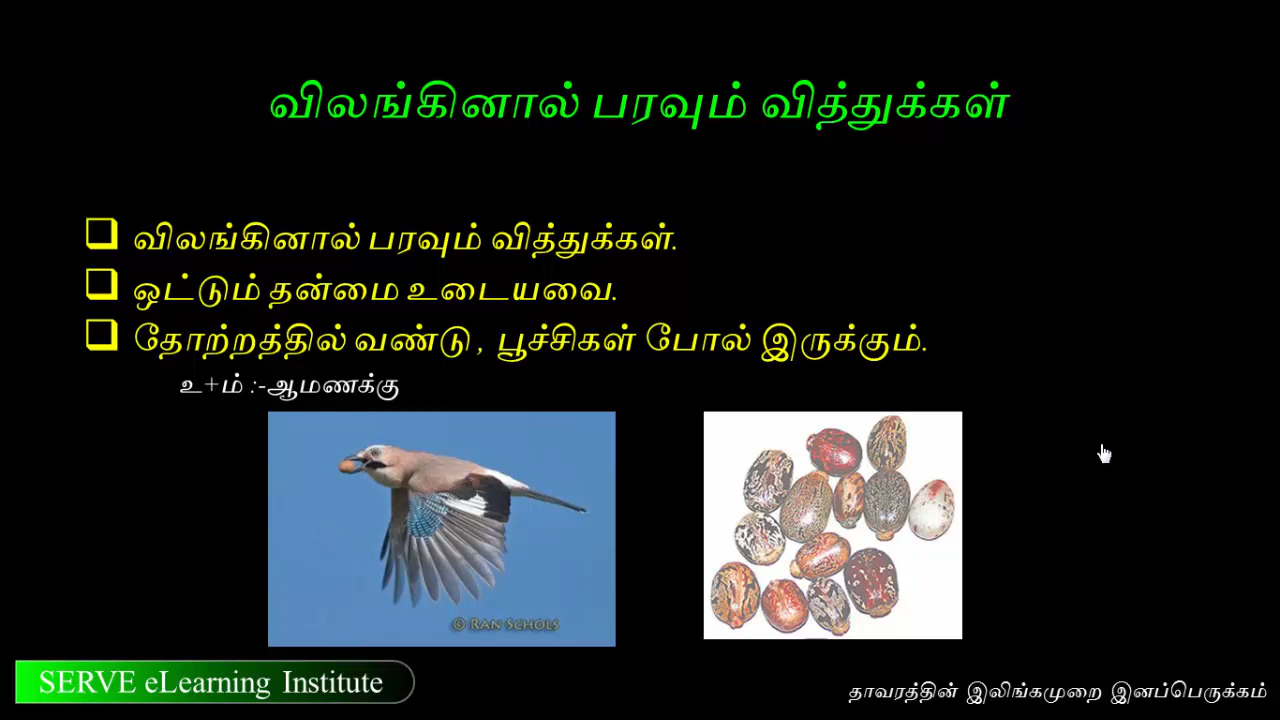 விலங்கினால் பரவும் வித்துக்கள்
விலங்கினால் பரவும் வித்துக்கள்.
ஒட்டும் தன்மை உடையவை.
தோற்றத்தில் வண்டு , பூச்சிகள் போல் இருக்கும்.
உ+ம் :-ஆமணக்கு
© RAN SCHOLS
SERVE eLearning Institute
தாவரத்தின் இலிங்கமுறை இனப்பெருக்கம்